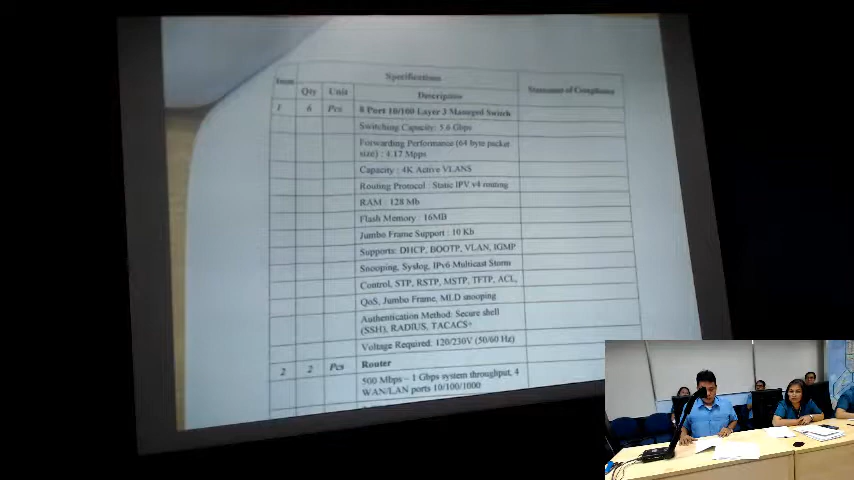 Item
Specifications
Statement of Compliance
Qty
Unit
Description
1
6
Pcs
8 Port 10/100 Layer 3 Managed Switch
Switching Capacity: 5.6 Gbps
Forwarding Performance (64 byte packet
size) : 4.17 Mpps
Capacity : 4K Active VLANS
Routing Protocol : Static IPV v4 routing
RAM : 128 Mb
Flash Memory : 16MB
Jumbo Frame Support : 10 Kb
Supports: DHCP, BOOTP, VLAN, IGMP
Snooping, Syslog, IPv6 Multicast Storm
Control, STP, RSTP, MSTP, TFTP, ACL,
QoS, Jumbo Frame, MLD snooping
Authentication Method: Secure shell
(SSH), RADIUS, TACACS+
Voltage Required: 120/230V (50/60 Hz)
2
2
Pcs
Router
500 Mbps – 1 Gbps system throughput, 4
WAN/LAN ports 10/100/1000